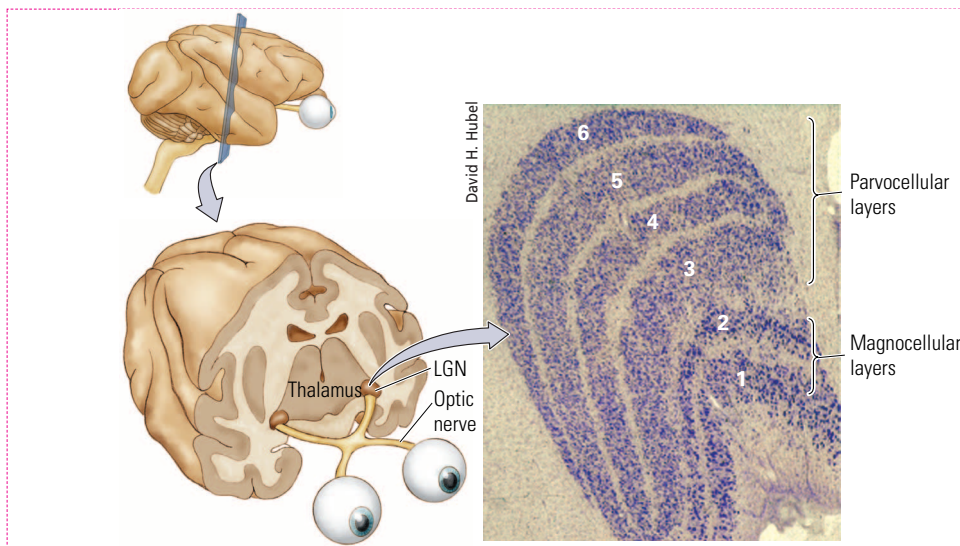 David H. Hubel
6
5
4
3
2
1
Parvocellular
layers
Magnocellular
layers
Thalamus
LGN
Optic
nerve